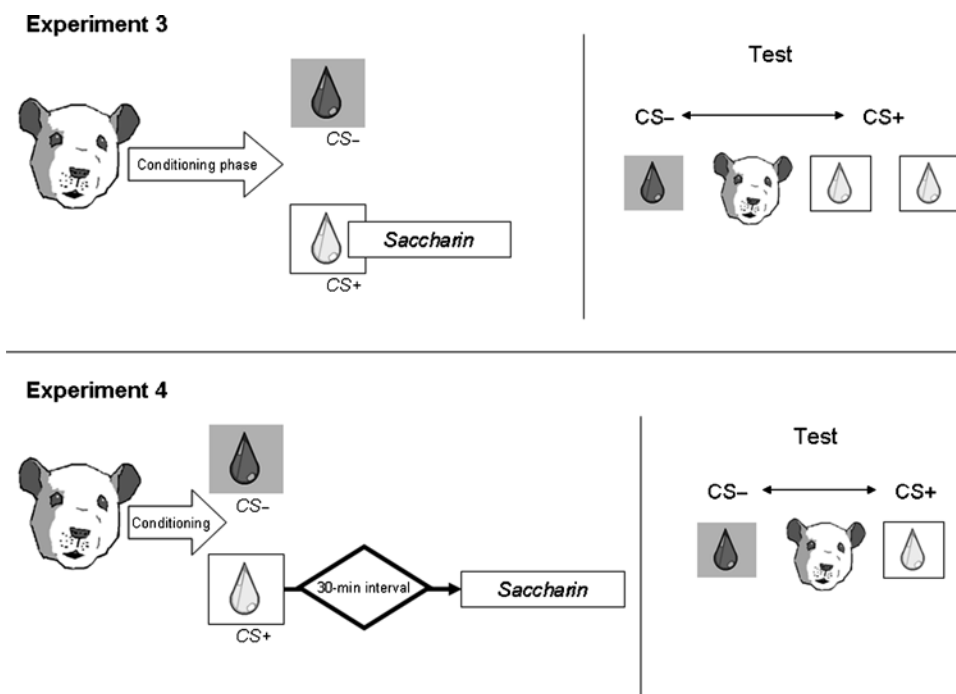 Experiment 3
Test
CS– CS+
Conditioning phase
CS–
Saccharin
CS+
Experiment 4
Test
CS– CS+
Conditioning
CS–
30-min interval
Saccharin
CS+